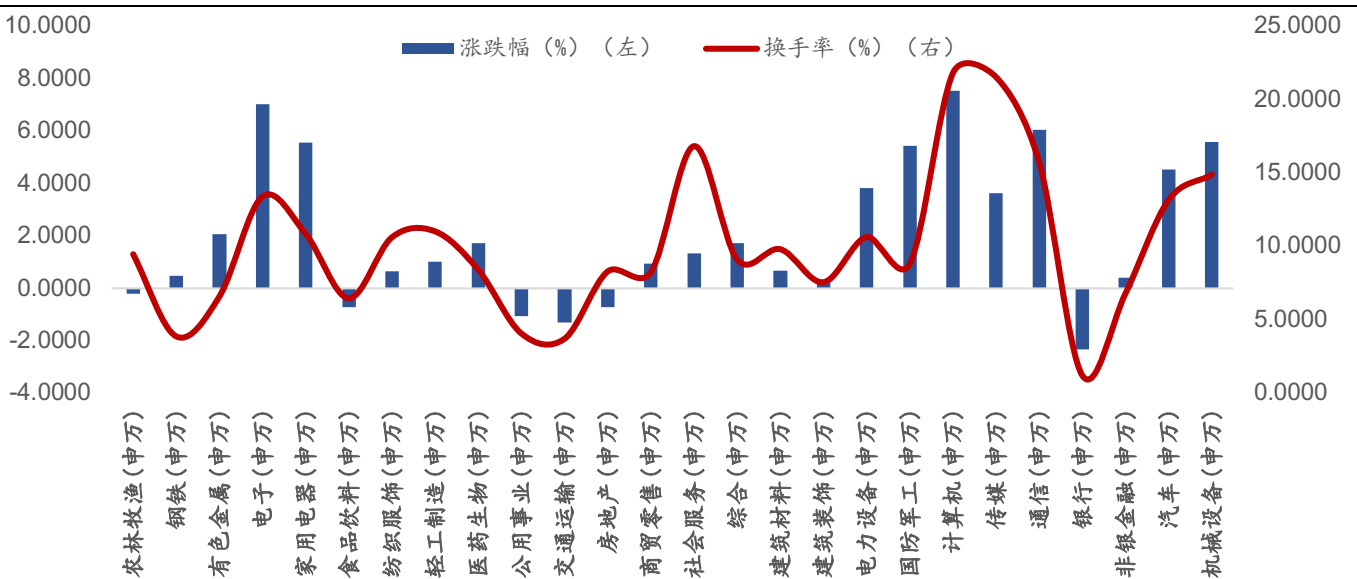 涨跌幅（%）（左）
换手率（%）（右）
10.0000
8.0000
6.0000
4.0000
2.0000
0.0000
-2.0000
-4.0000
25.0000
20.0000
15.0000
10.0000
5.0000
0.0000
农林牧渔(申万)
钢铁(申万)
有色金属(申万)
电子(申万)
家用电器(申万)
食品饮料(申万)
纺织服饰(申万)
轻工制造(申万)
医药生物(申万)
公用事业(申万)
交通运输(申万)
房地产(申万)
商贸零售(申万)
社会服务(申万)
综合(申万)
建筑材料(申万)
建筑装饰(申万)
电力设备(申万)
国防军工(申万)
计算机(申万)
传媒(申万)
通信(申万)
银行(申万)
非银金融(申万)
汽车(申万)
机械设备(申万)